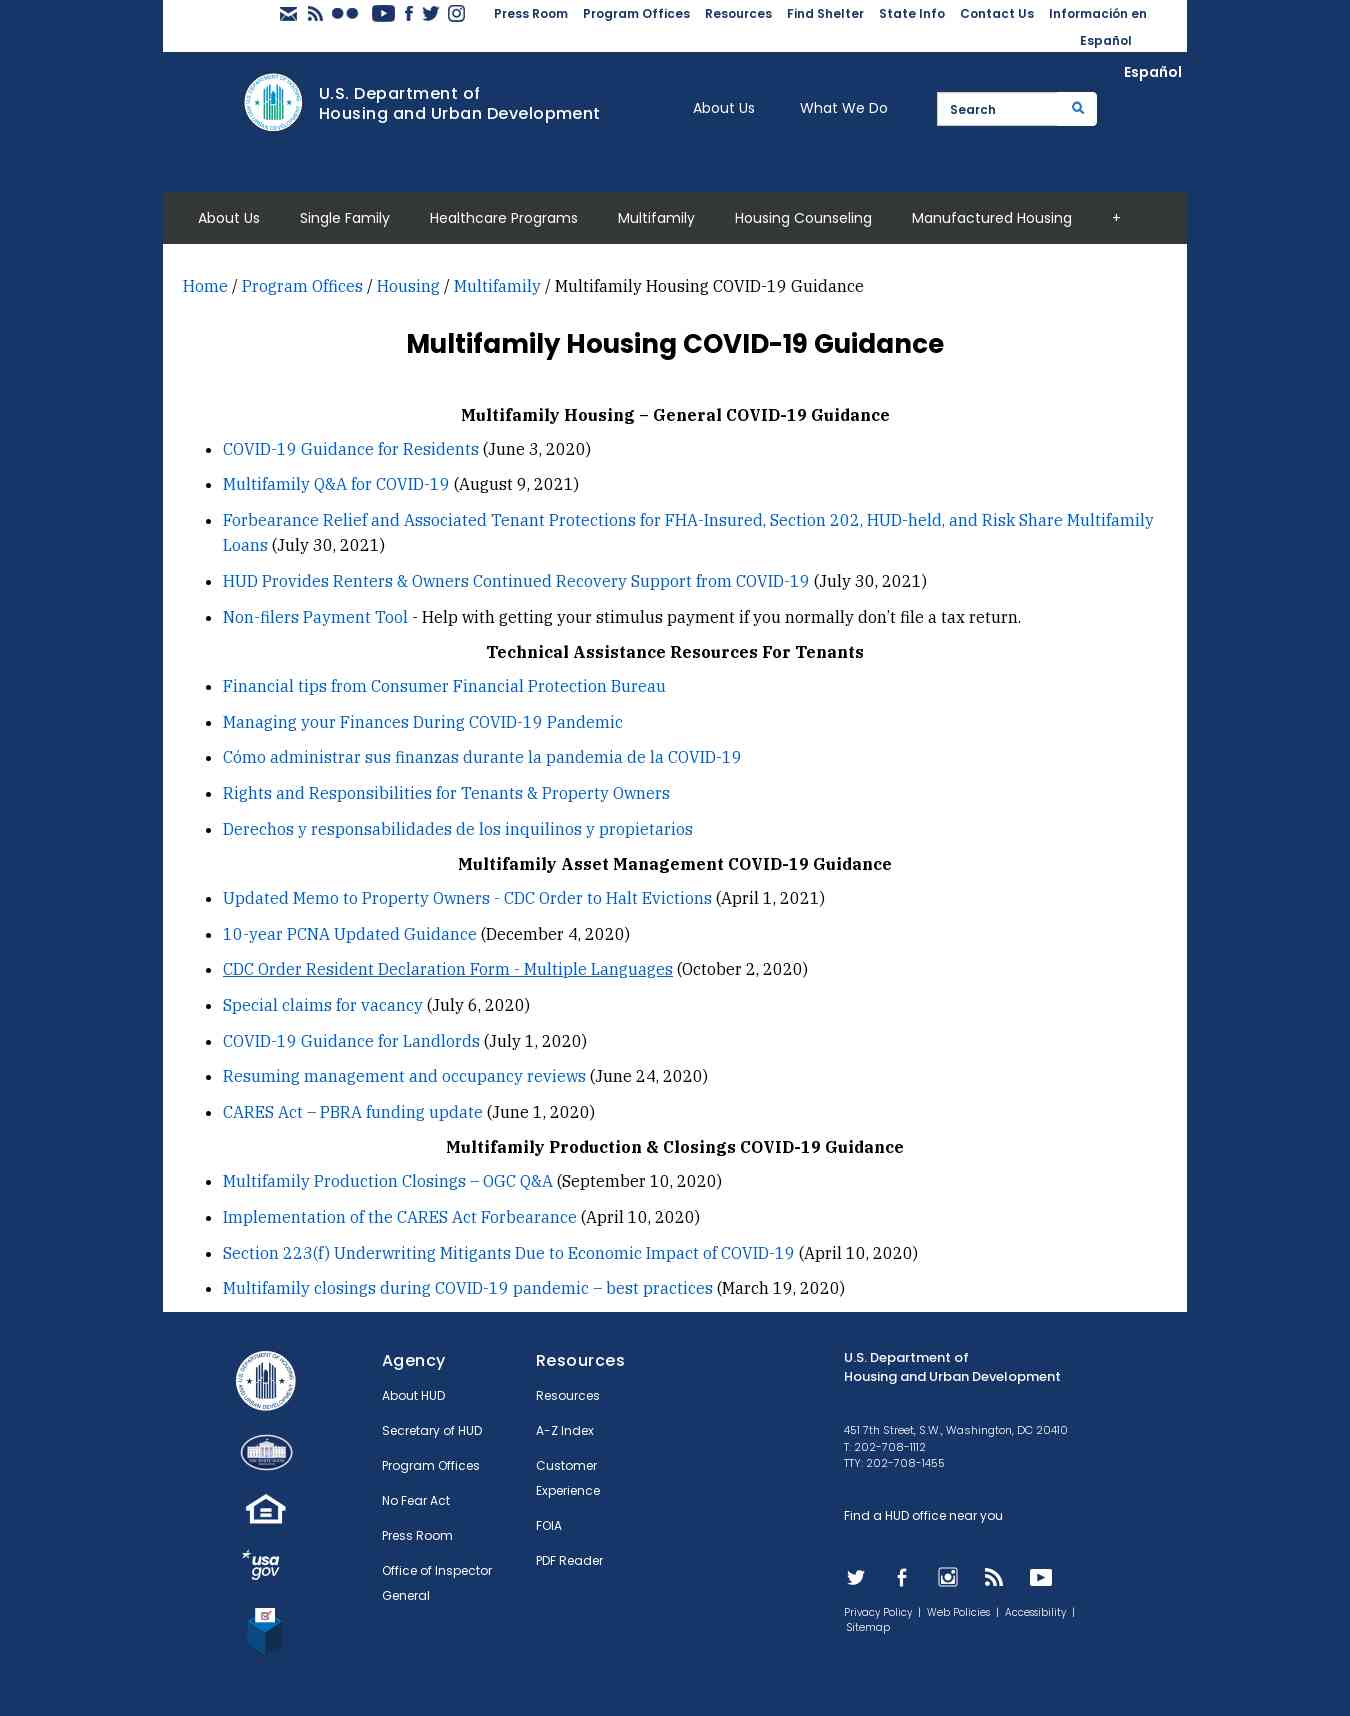 Press Room Program Offices Resources Find Shelter State Info Contact Us Información en
Español
Español
U.S. Department of
Housing and Urban Development
About Us What We Do
Search
About Us Single Family Healthcare Programs Multifamily Housing Counseling Manufactured Housing +
Home / Program Offices / Housing / Multifamily / Multifamily Housing COVID-19 Guidance
Multifamily Housing COVID-19 Guidance
Multifamily Housing – General COVID-19 Guidance
COVID-19 Guidance for Residents (June 3, 2020)
Multifamily Q&A for COVID-19 (August 9, 2021)
Forbearance Relief and Associated Tenant Protections for FHA-Insured, Section 202, HUD-held, and Risk Share Multifamily
Loans (July 30, 2021)
HUD Provides Renters & Owners Continued Recovery Support from COVID-19 (July 30, 2021)
Non-filers Payment Tool - Help with getting your stimulus payment if you normally don't file a tax return.
Technical Assistance Resources For Tenants
Financial tips from Consumer Financial Protection Bureau
Managing your Finances During COVID-19 Pandemic
Cómo administrar sus finanzas durante la pandemia de la COVID-19
Rights and Responsibilities for Tenants & Property Owners
Derechos y responsabilidades de los inquilinos y propietarios
Multifamily Asset Management COVID-19 Guidance
Updated Memo to Property Owners - CDC Order to Halt Evictions (April 1, 2021)
10-year PCNA Updated Guidance (December 4, 2020)
CDC Order Resident Declaration Form - Multiple Languages (October 2, 2020)
Special claims for vacancy (July 6, 2020)
COVID-19 Guidance for Landlords (July 1, 2020)
Resuming management and occupancy reviews (June 24, 2020)
CARES Act – PBRA funding update (June 1, 2020)
Multifamily Production & Closings COVID-19 Guidance
Multifamily Production Closings – OGC Q&A (September 10, 2020)
Implementation of the CARES Act Forbearance (April 10, 2020)
Section 223(f) Underwriting Mitigants Due to Economic Impact of COVID-19 (April 10, 2020)
Multifamily closings during COVID-19 pandemic – best practices (March 19, 2020)
U.S. DEPARTMENT OF HOUSING AND URBAN DEVELOPMENT
usa
gov
Agency
About HUD
Secretary of HUD
Program Offices
No Fear Act
Press Room
Office of Inspector
General
Resources
Resources
A-Z Index
Customer
Experience
FOIA
PDF Reader
U.S. Department of
Housing and Urban Development
451 7th Street, S.W., Washington, DC 20410
T: 202-708-1112
TTY: 202-708-1455
Find a HUD office near you
Privacy Policy | Web Policies | Accessibility |
Sitemap